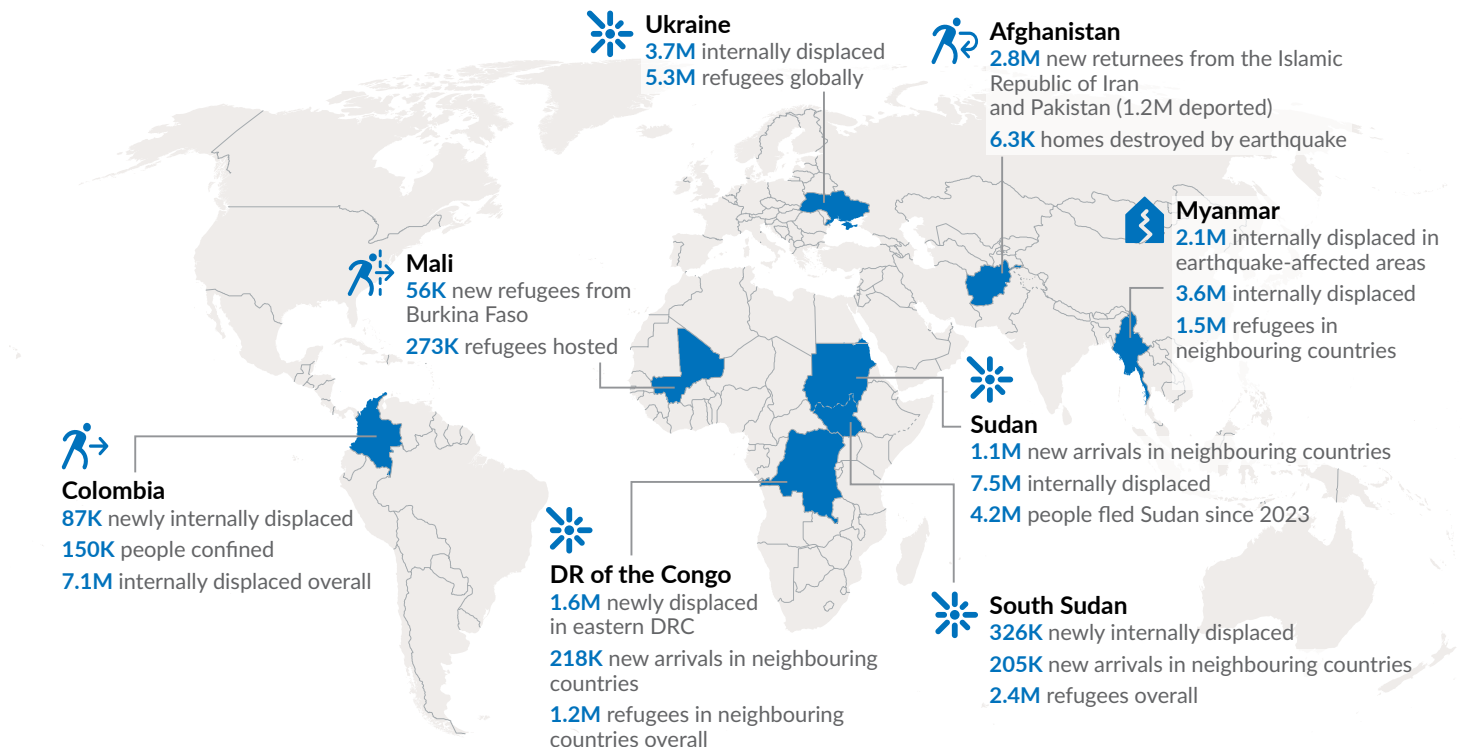 Ukraine
3.7M internally displaced
5.3M refugees globally
Afghanistan
2.8M new returnees from the Islamic
Republic of Iran
and Pakistan (1.2M deported)
6.3K homes destroyed by earthquake
Myanmar
2.1M internally displaced in
earthquake-affected areas
3.6M internally displaced
1.5M refugees in
neighbouring countries
Mali
56K new refugees from
Burkina Faso
273K refugees hosted
Sudan
1.1M new arrivals in neighbouring countries
7.5M internally displaced
4.2M people fled Sudan since 2023
Colombia
87K newly internally displaced
150K people confined
7.1M internally displaced overall
DR of the Congo
1.6M newly displaced
in eastern DRC
218K new arrivals in neighbouring
countries
1.2M refugees in neighbouring
countries overall
South Sudan
326K newly internally displaced
205K new arrivals in neighbouring countries
2.4M refugees overall